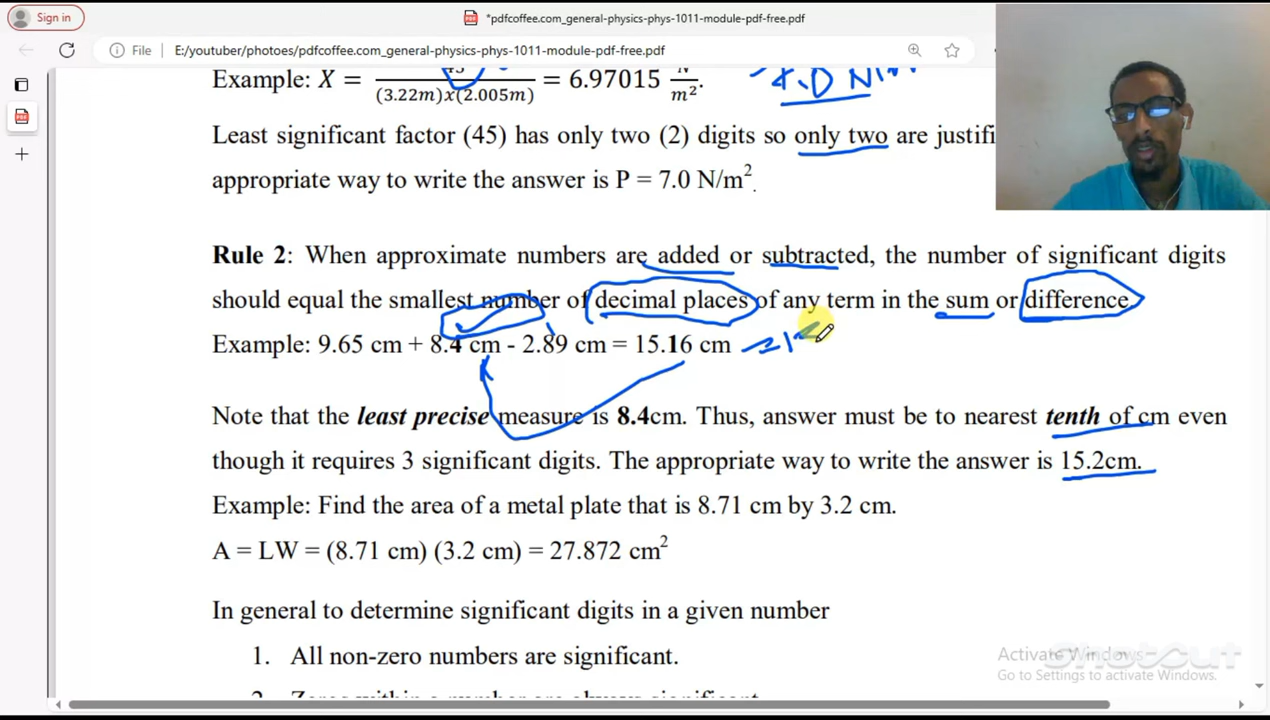 Sign in
*pdfcoffee.com_general-physics-phys-1011-module-pdf-free.pdf
File E:/youtuber/photoes/pdfcoffee.com_general-physics-phys-1011-module-pdf-free.pdf
Example: X = 45 / (3.22m)x(2.005m) = 6.97015 N/m².
Least significant factor (45) has only two (2) digits so only two are justifi
appropriate way to write the answer is P = 7.0 N/m².
Rule 2: When approximate numbers are added or subtracted, the number of significant digits
should equal the smallest number of decimal places of any term in the sum or difference
Example: 9.65 cm + 8.4 cm - 2.89 cm = 15.16 cm
Note that the least precise measure is 8.4cm. Thus, answer must be to nearest tenth of cm even
though it requires 3 significant digits. The appropriate way to write the answer is 15.2cm.
Example: Find the area of a metal plate that is 8.71 cm by 3.2 cm.
A = LW = (8.71 cm) (3.2 cm) = 27.872 cm²
In general to determine significant digits in a given number
1. All non-zero numbers are significant.
Activate Windows
Go to Settings to activate Windows.